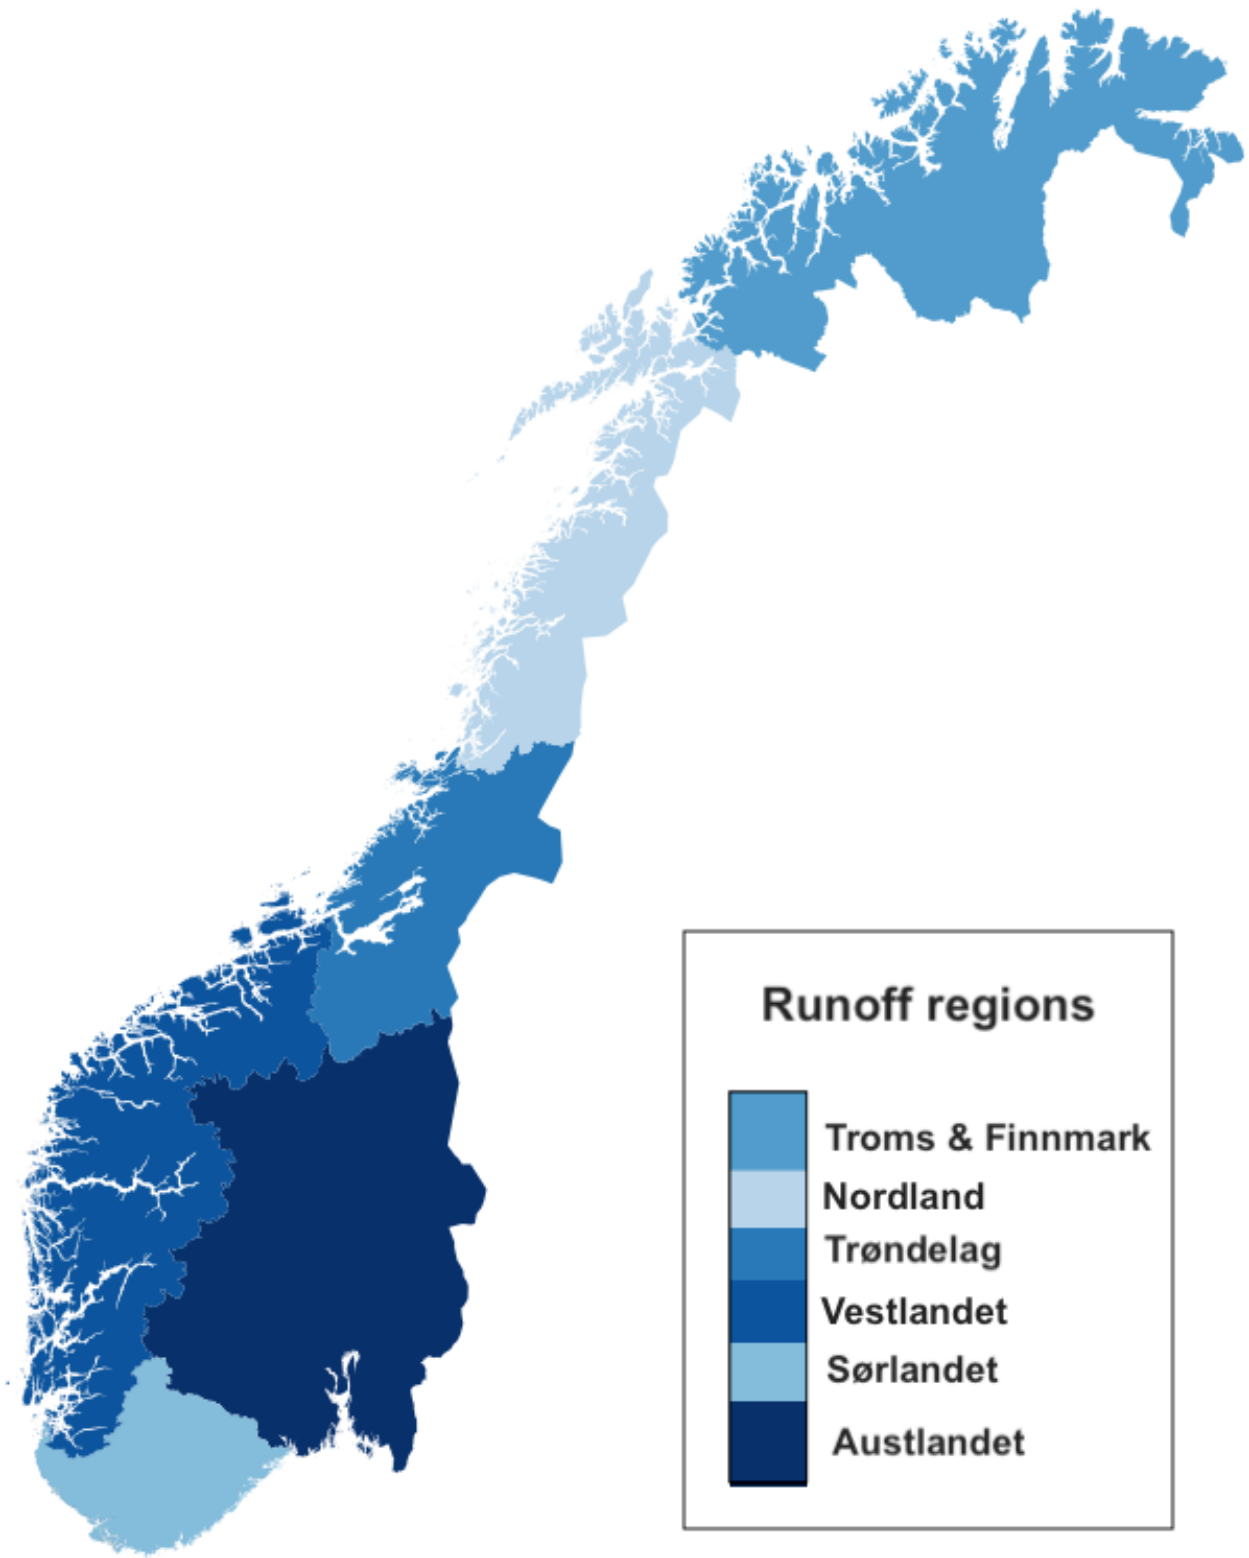 Runoff regions
Troms & Finnmark
Nordland
Trøndelag
Vestlandet
Sørlandet
Austlandet